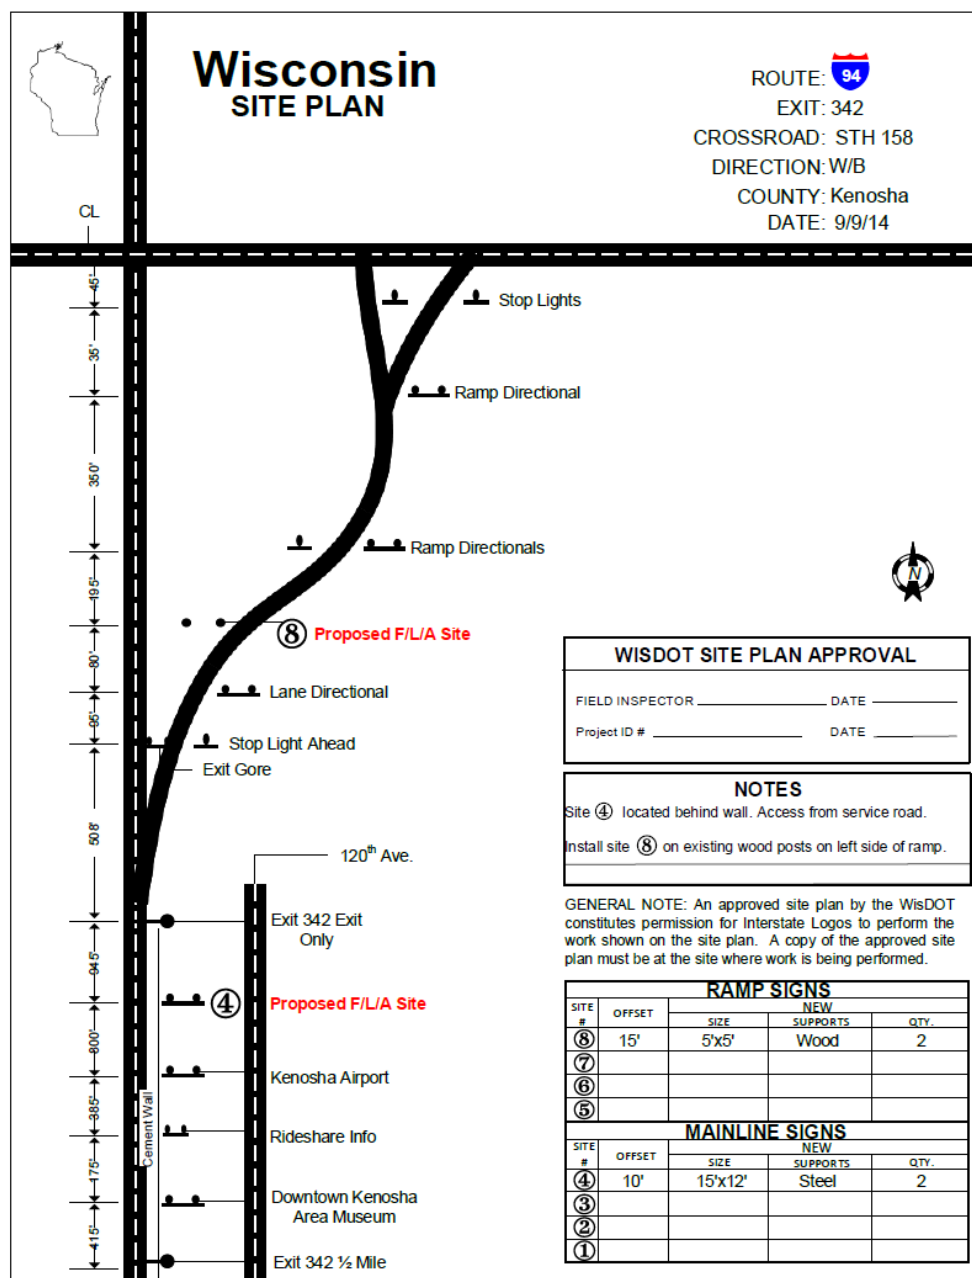 Wisconsin
SITE PLAN
ROUTE: 94
EXIT: 342
CROSSROAD: STH 158
DIRECTION: W/B
COUNTY: Kenosha
DATE: 9/9/14
CL
45'
Stop Lights
35'
Ramp Directional
350'
Ramp Directionals
N
195'
8 Proposed F/L/A Site
80'
Lane Directional
95'
Stop Light Ahead
Exit Gore
508'
120th Ave.
Exit 342 Exit
Only
945'
4 Proposed F/L/A Site
800'
Kenosha Airport
385'
Cement Wall
Rideshare Info
175'
Downtown Kenosha
Area Museum
415'
Exit 342 ½ Mile
WISDOT SITE PLAN APPROVAL
FIELD INSPECTOR DATE
Project ID # DATE
NOTES
Site ④ located behind wall. Access from service road.
Install site ⑧ on existing wood posts on left side of ramp.
GENERAL NOTE: An approved site plan by the WisDOT
constitutes permission for Interstate Logos to perform the
work shown on the site plan. A copy of the approved site
plan must be at the site where work is being performed.
RAMP SIGNS
SITE # OFFSET NEW
SIZE SUPPORTS QTY.
⑧ 15' 5'x5' Wood 2
⑦
⑥
⑤
MAINLINE SIGNS
SITE # OFFSET NEW
SIZE SUPPORTS QTY.
④ 10' 15'x12' Steel 2
③
②
①